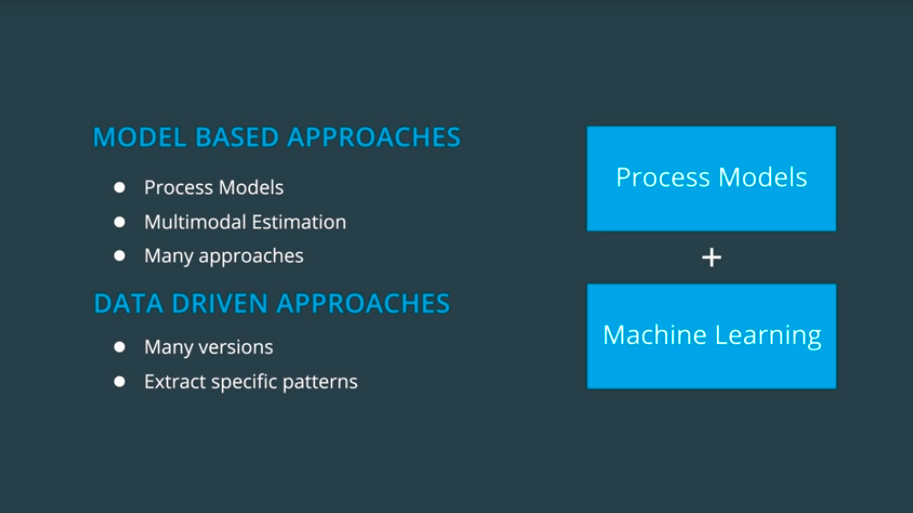 MODEL BASED APPROACHES
● Process Models
● Multimodal Estimation
● Many approaches
DATA DRIVEN APPROACHES
● Many versions
● Extract specific patterns
Process Models
+
Machine Learning